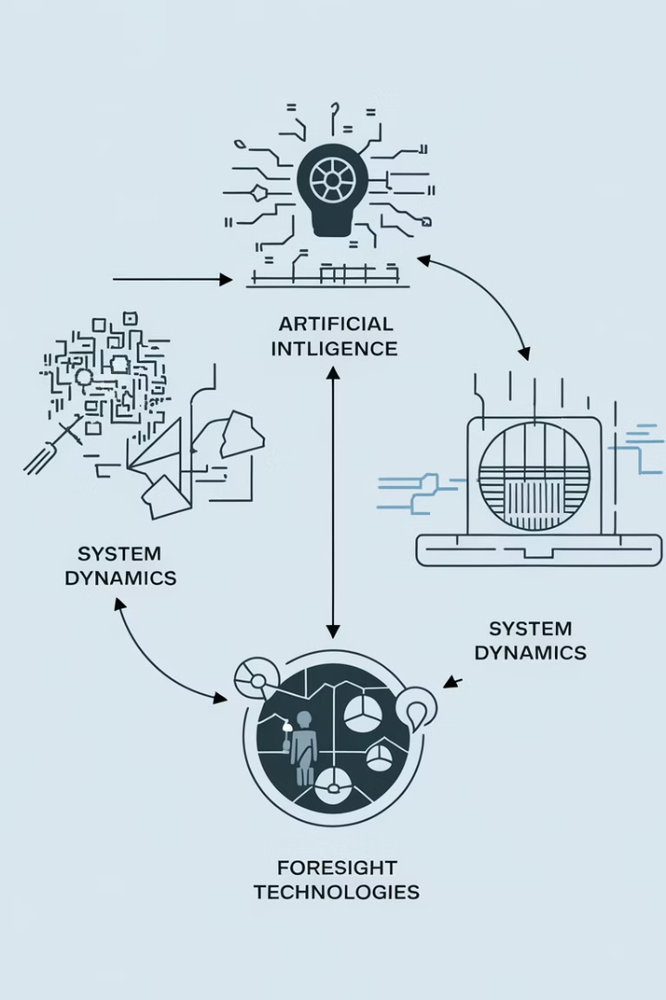 ARTIFICIAL
INTLIGENCE
SYSTEM
DYNAMICS
SYSTEM
DYNAMICS
FORESIGHT
TECHNOLOGIES